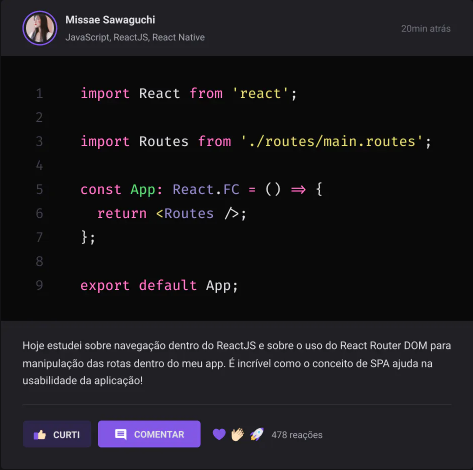 Missae Sawaguchi
JavaScript, ReactJS, React Native
20min atrás
1 import React from 'react';
2
3 import Routes from './routes/main.routes';
4
5 const App: React.FC = () => {
6 return <Routes />;
7 };
8
9 export default App;
Hoje estudei sobre navegação dentro do ReactJS e sobre o uso do React Router DOM para
manipulação das rotas dentro do meu app. É incrível como o conceito de SPA ajuda na
usabilidade da aplicação!
CURTI
COMENTAR
478 reações